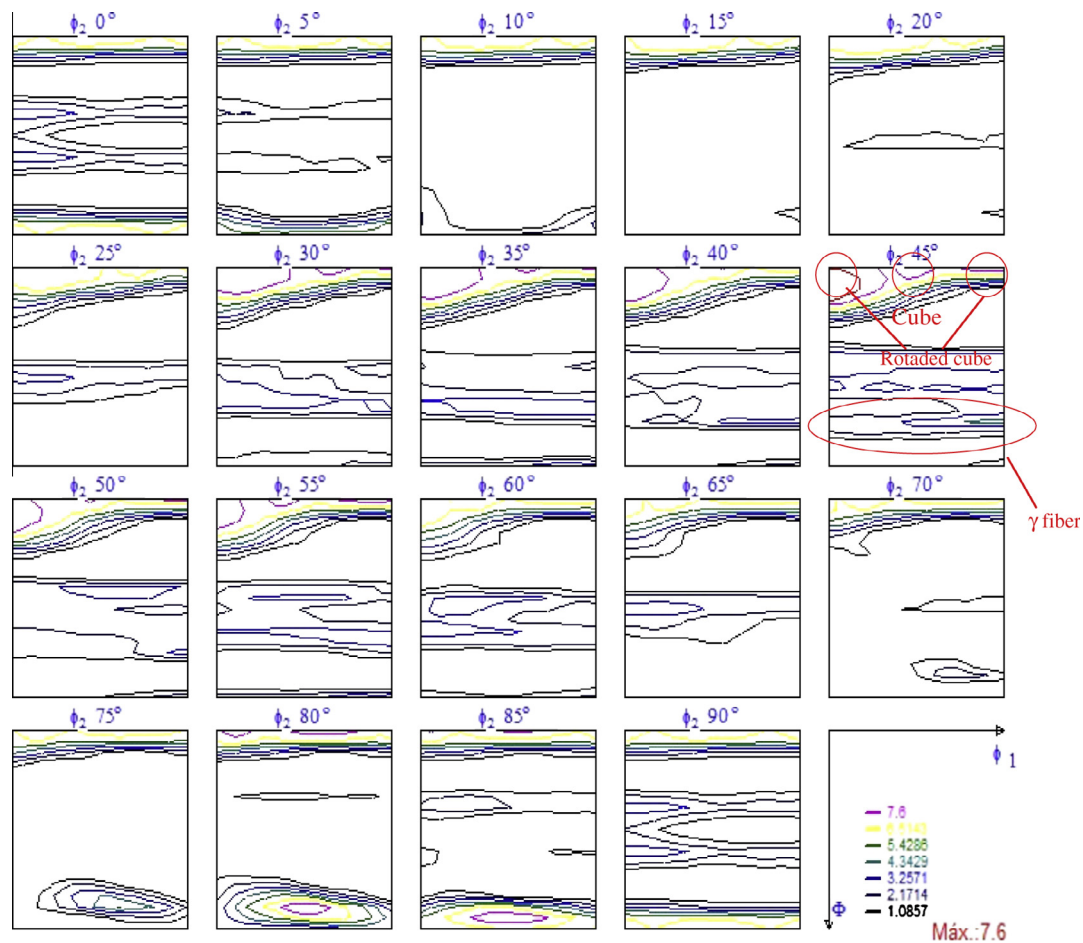 ϕ2 0° ϕ2 5° ϕ2 10° ϕ2 15° ϕ2 20°
ϕ2 25° ϕ2 30° ϕ2 35° ϕ2 40° ϕ2 45°
Cube
Rotaded cube
ϕ2 50° ϕ2 55° ϕ2 60° ϕ2 65° ϕ2 70°
γ fiber
ϕ2 75° ϕ2 80° ϕ2 85° ϕ2 90°
ϕ 1
7.6
6.5143
5.4286
4.3429
3.2571
2.1714
Φ
1.0857
Máx.:7.6